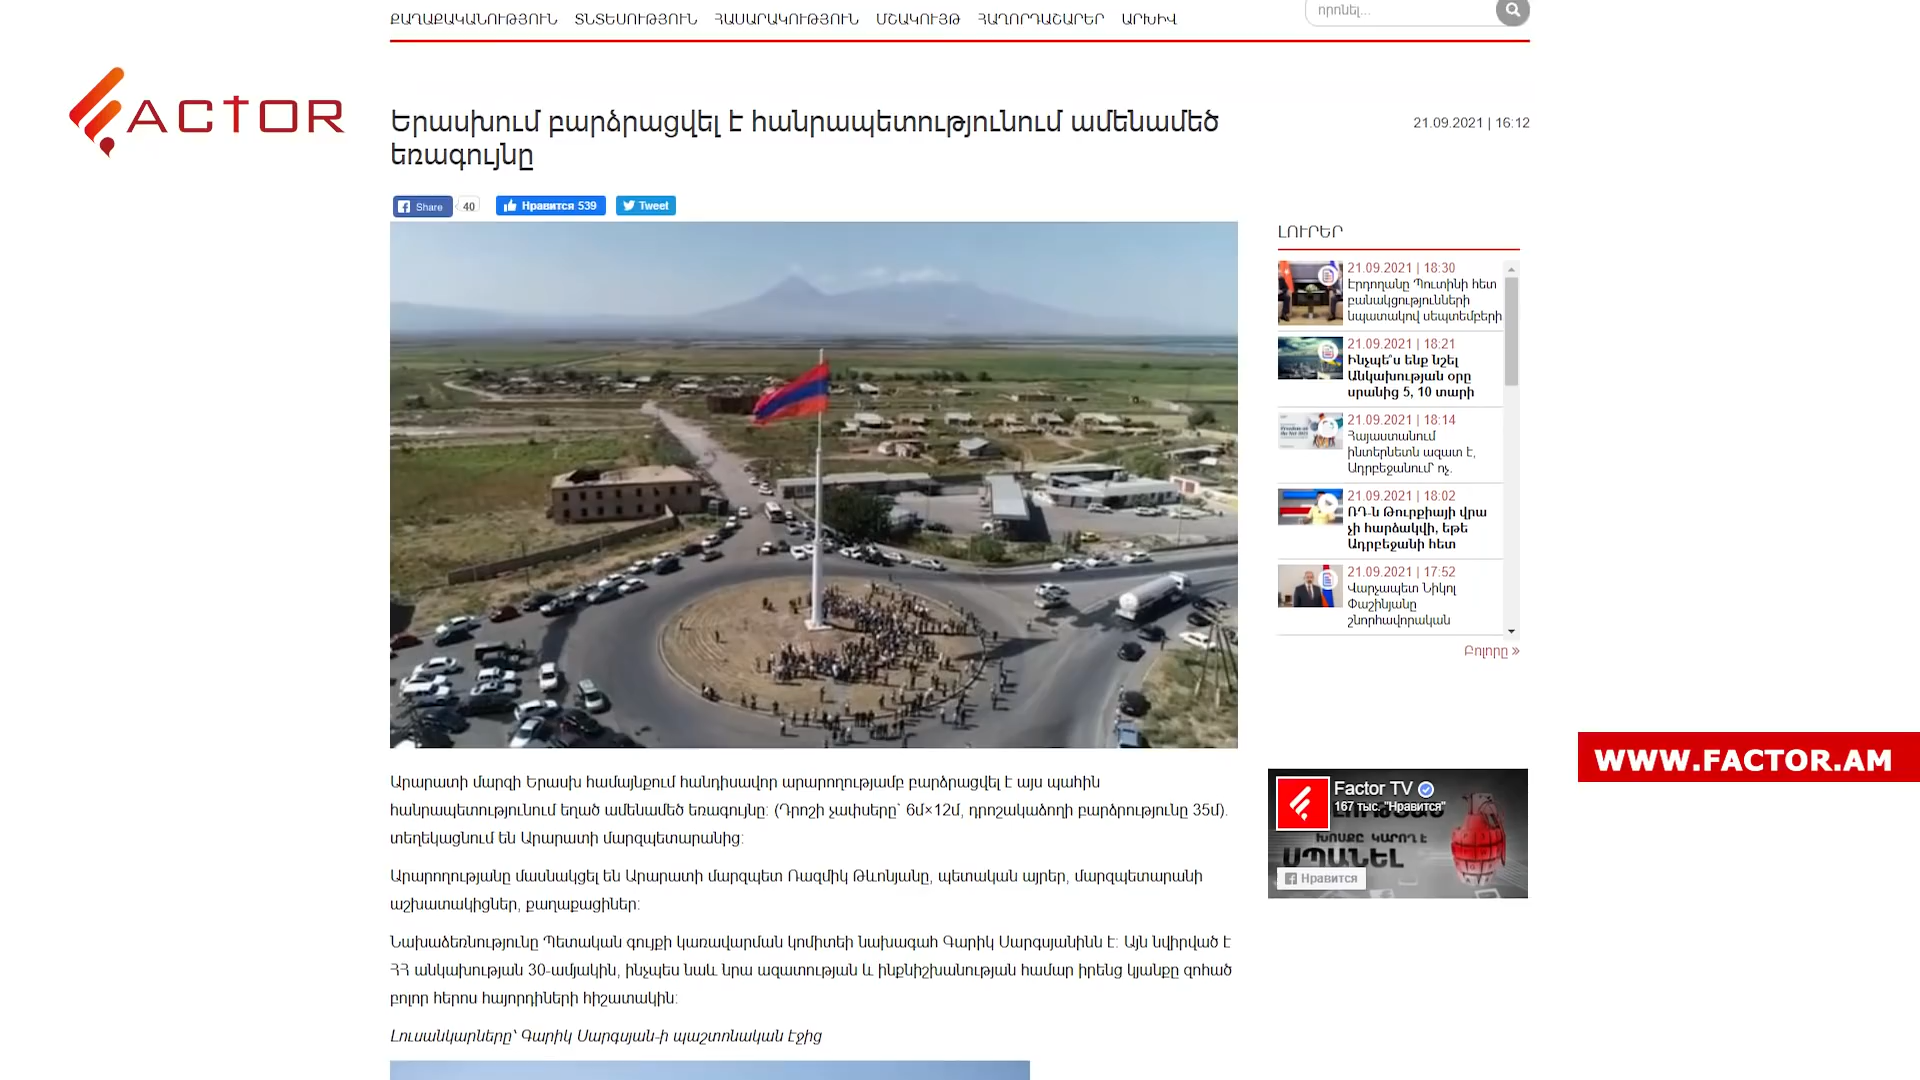 ՔԱՂԱՔԱԿԱՆՈՒԹՅՈՒՆ ՏՆՏԵՍՈՒԹՅՈՒՆ ՀԱՍԱՐԱԿՈՒԹՅՈՒՆ ՄՇԱԿՈՒՅԹ ՀԱՂՈՐԴԱՇԱՐԵՐ ԱՐԽԻՎ
որոնել...
ACTOR
Երասխում բարձրացվել է հանրապետությունում ամենամեծ
եռագույնը
21.09.2021 | 16:12
Share 40 Нравится 539 Tweet
ԼՈՒՐԵՐ
21.09.2021 | 18:30
Էրդողանը Պուտինի հետ
բանակցությունների
նպատակով սեպտեմբերի
21.09.2021 | 18:21
Ինչպե՞ս ենք նշել
Անկախության օրը
սրանից 5, 10 տարի
21.09.2021 | 18:14
Հայաստանում
ինտերնետն ազատ է,
Ադրբեջանում՝ ոչ.
21.09.2021 | 18:02
ՌԴ-ն Թուրքիայի վրա
չի հարձակվի, եթե
Ադրբեջանի հետ
21.09.2021 | 17:52
Վարչապետ Նիկոլ
Փաշինյանը
շնորհավորական
Բոլորը »
WWW.FACTOR.AM
Factor TV
167 тыс. "Нравится"
ԽՈՍՔԸ ԿԱՐՈՂ Է
ՍՊԱՆԵԼ
Нравится
Արարատի մարզի Երասխ համայնքում հանդիսավոր արարողությամբ բարձրացվել է այս պահին
հանրապետությունում եղած ամենամեծ եռագույնը։ (Դրոշի չափսերը` 6մ×12մ, դրոշակաձողի բարձրությունը 35մ).
տեղեկացնում են Արարատի մարզպետարանից:
Արարողությանը մասնակցել են Արարատի մարզպետ Ռազմիկ Թևոնյանը, պետական այրեր, մարզպետարանի
աշխատակիցներ, քաղաքացիներ:
Նախաձեռնությունը Պետական գույքի կառավարման կոմիտեի նախագահ Գարիկ Սարգսյանինն է: Այն նվիրված է
ՀՀ անկախության 30-ամյակին, ինչպես նաև նրա ազատության և ինքնիշխանության համար իրենց կյանքը զոհած
բոլոր հերոս հայորդիների հիշատակին:
Լուսանկարները՝ Գարիկ Սարգսյան-ի պաշտոնական էջից